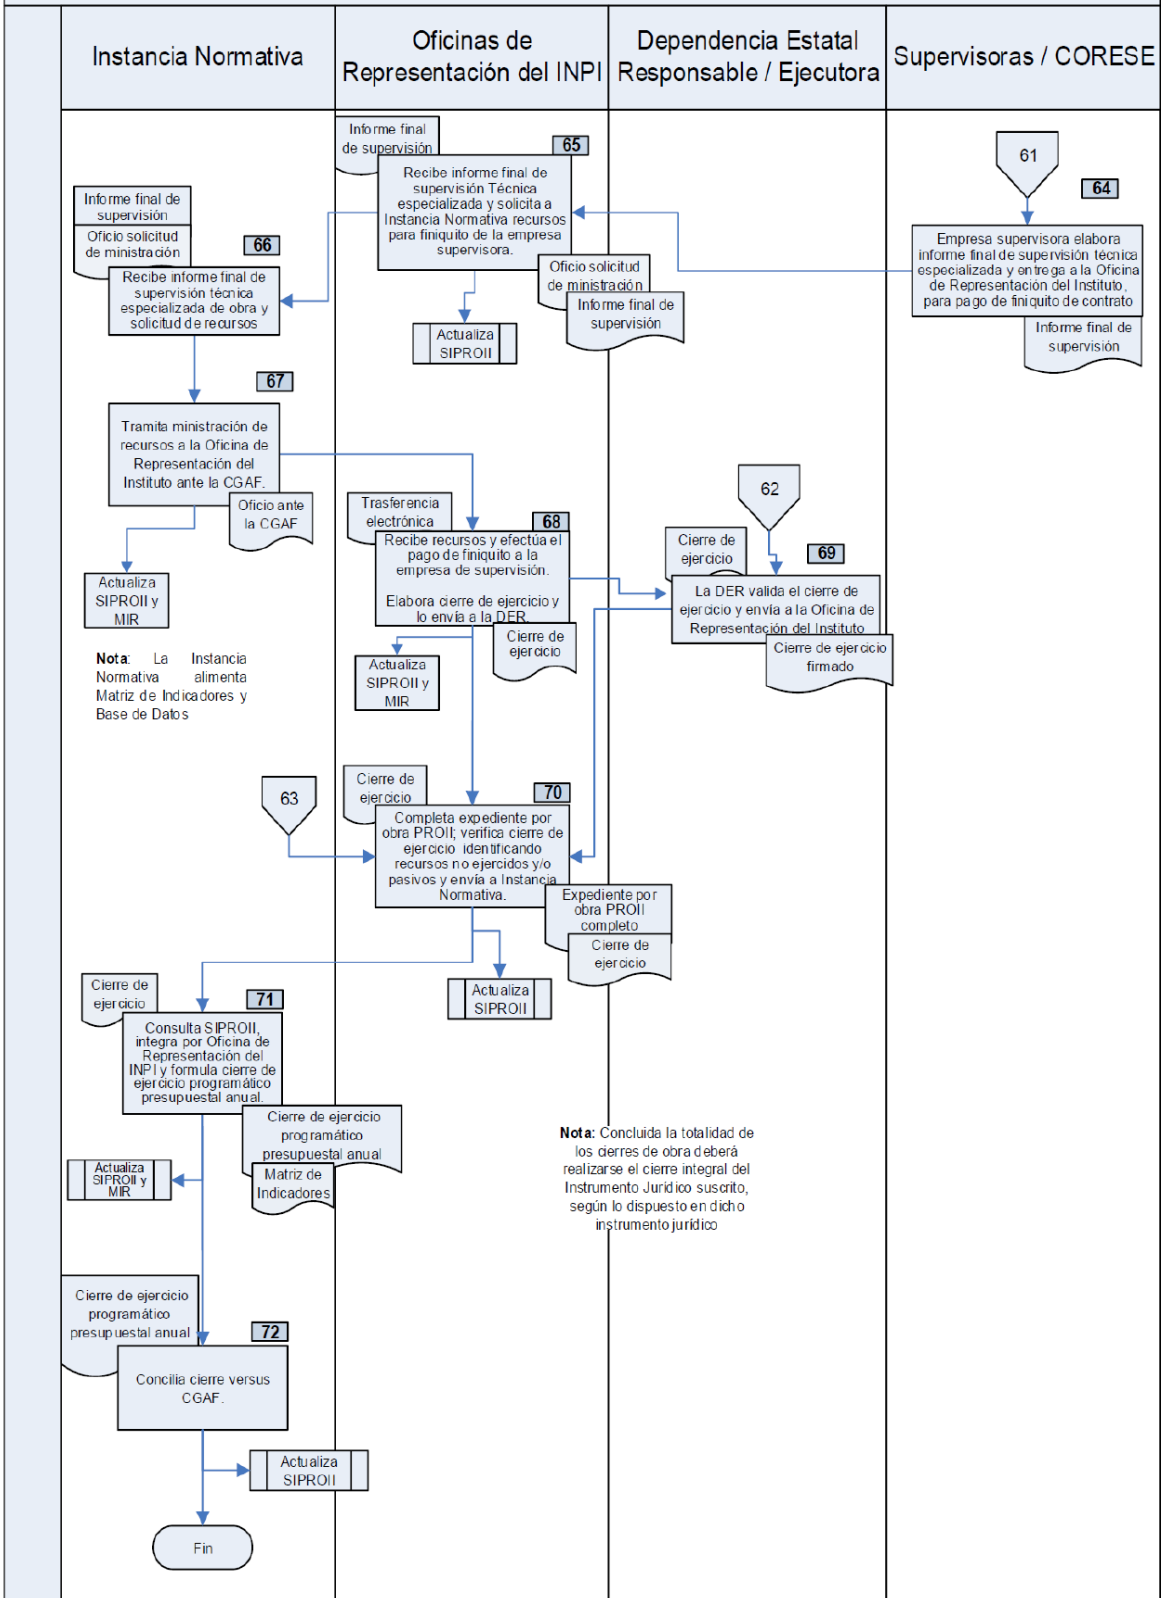 Instancia Normativa
Oficinas de
Representación del INPI
Dependencia Estatal
Responsable / Ejecutora
Supervisoras / CORESE
61
64
Empresa supervisora elabora
informe final de supervisión técnica
especializada y entrega a la Oficina
de Representación del Instituto,
para pago de finiquito de contrato
Informe final de
supervisión
Informe final
de supervisión
65
Recibe informe final de
supervisión Técnica
especializada y solicita a
Instancia Normativa recursos
para finiquito de la empresa
supervisora.
Oficio solicitud
de ministración
Informe final de
supervisión
Actualiza
SIPROII
Informe final de
supervisión
Oficio solicitud
de ministración
66
Recibe informe final de
supervisión técnica
especializada de obra y
solicitud de recursos
67
Tramita ministración de
recursos a la Oficina de
Representación del
Instituto ante la CGAF.
Oficio ante
la CGAF
Actualiza
SIPROII y
MIR
Nota: La Instancia
Normativa alimenta
Matriz de Indicadores y
Base de Datos
Trasferencia
electrónica
68
Recibe recursos y efectúa el
pago de finiquito a la
empresa de supervisión.
Elabora cierre de ejercicio y
lo envía a la DER.
Cierre de
ejercicio
Actualiza
SIPROII y
MIR
62
Cierre de
ejercicio
69
La DER valida el cierre de
ejercicio y envía a la Oficina de
Representación del Instituto
Cierre de ejercicio
firmado
63
Cierre de
ejercicio
70
Completa expediente por
obra PROII; verifica cierre de
ejercicio identificando
recursos no ejercidos y/o
pasivos y envía a Instancia
Normativa.
Expediente por
obra PROII
completo
Cierre de
ejercicio
Actualiza
SIPROII
Cierre de
ejercicio
71
Consulta SIPROII,
integra por Oficina de
Representación del
INPI y formula cierre de
ejercicio programático
presupuestal anual.
Cierre de ejercicio
programático
presupuestal anual
Matriz de
Indicadores
Actualiza
SIPROII y
MIR
Nota: Concluida la totalidad de
los cierres de obra deberá
realizarse el cierre integral del
Instrumento Jurídico suscrito,
según lo dispuesto en dicho
instrumento jurídico
Cierre de ejercicio
programático
presupuestal anual
72
Concilia cierre versus
CGAF.
Actualiza
SIPROII
Fin